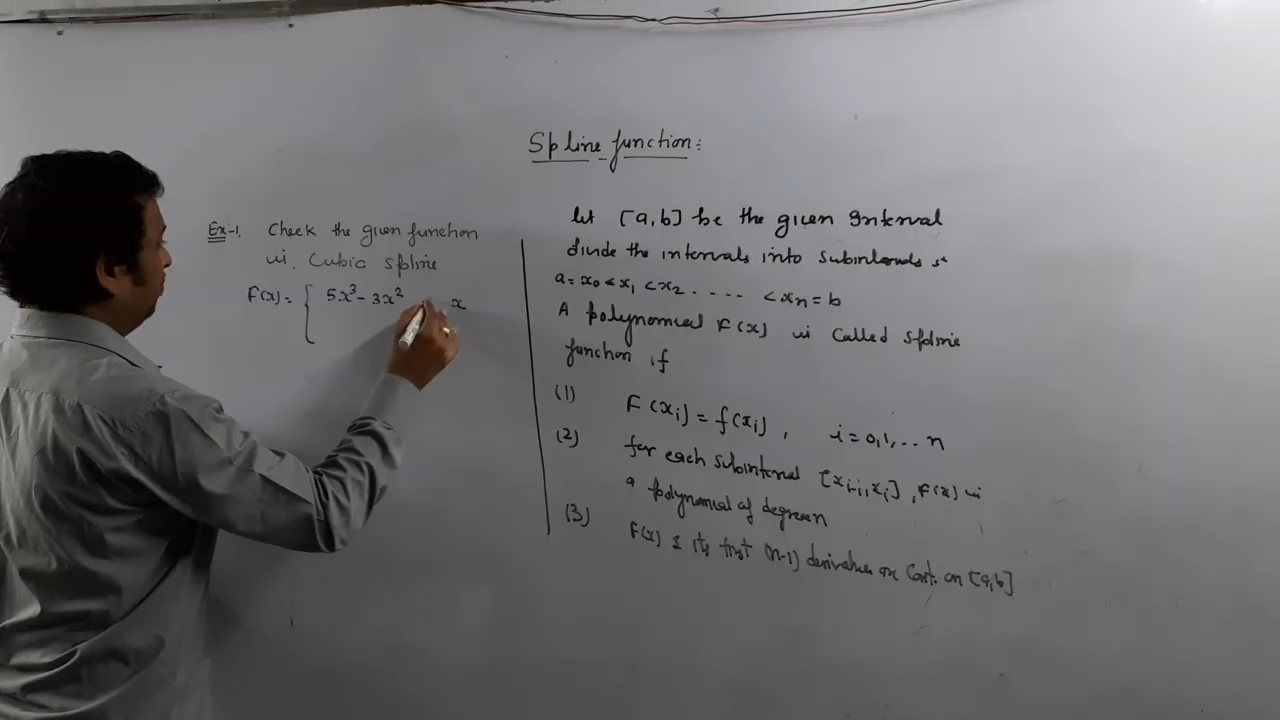 Spline function:
Ex-1. Check the given function
is. Cubic spline
F(x) = { 5x³ - 3x² x
let [a,b] be the given Interval
divide the intervals into subintervals st
a = x₀ < x₁ < x₂ . . . . . < xₙ = b
A polynomial F(x) is called spline
function if
(1) F(xᵢ) = f(xᵢ), i = 0,1,.. n
(2) for each subinterval [xᵢ₋₁, xᵢ], F(x) is
a polynomial of degree n
(3) F(x) & its first (n-1) derivatives are Cont. on [a,b]